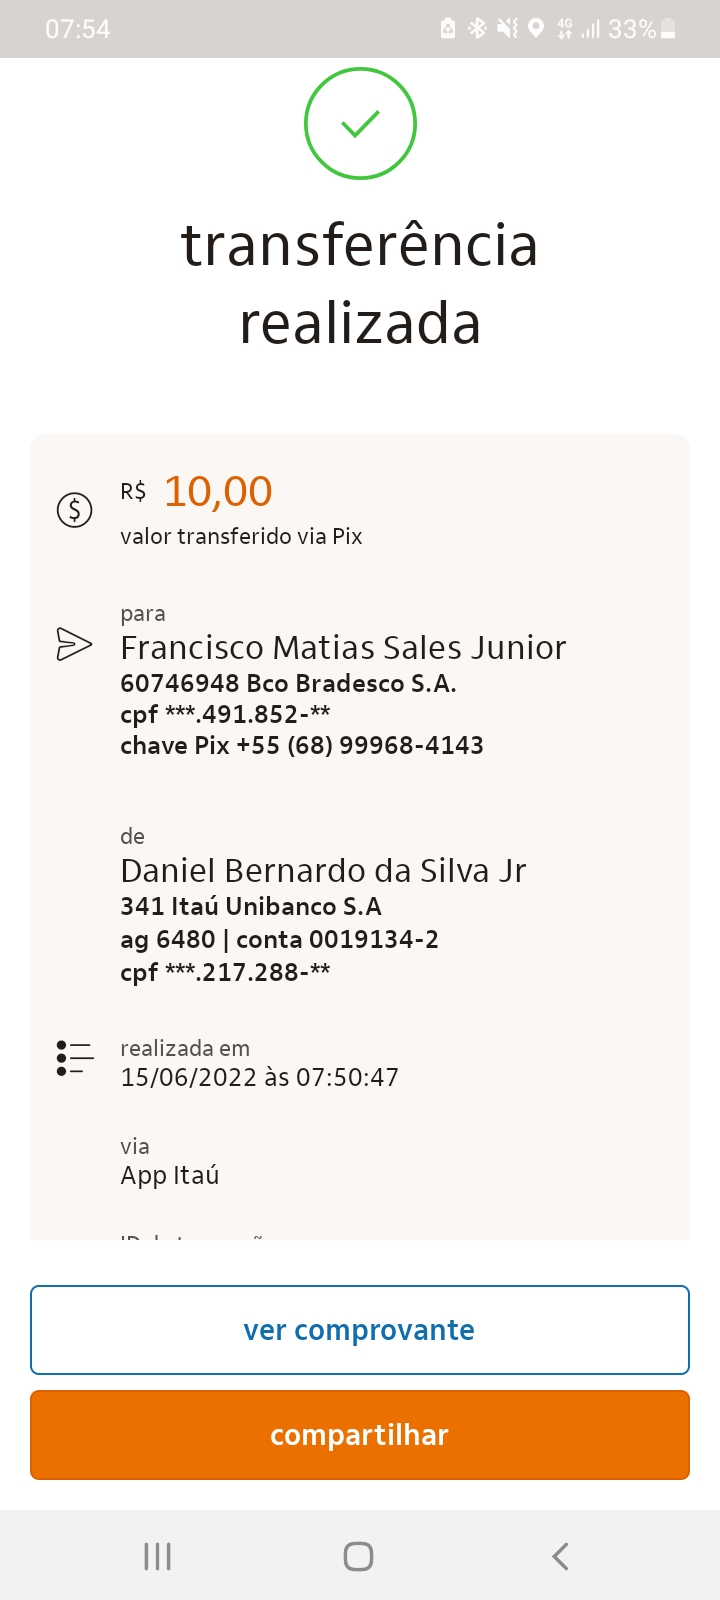 07:54
4G
33%
transferência
realizada
R$ 10,00
valor transferido via Pix
para
Francisco Matias Sales Junior
60746948 Bco Bradesco S.A.
cpf ***.491.852-**
chave Pix +55 (68) 99968-4143
de
Daniel Bernardo da Silva Jr
341 Itaú Unibanco S.A
ag 6480 | conta 0019134-2
cpf ***.217.288-**
realizada em
15/06/2022 às 07:50:47
via
App Itaú
ver comprovante
compartilhar